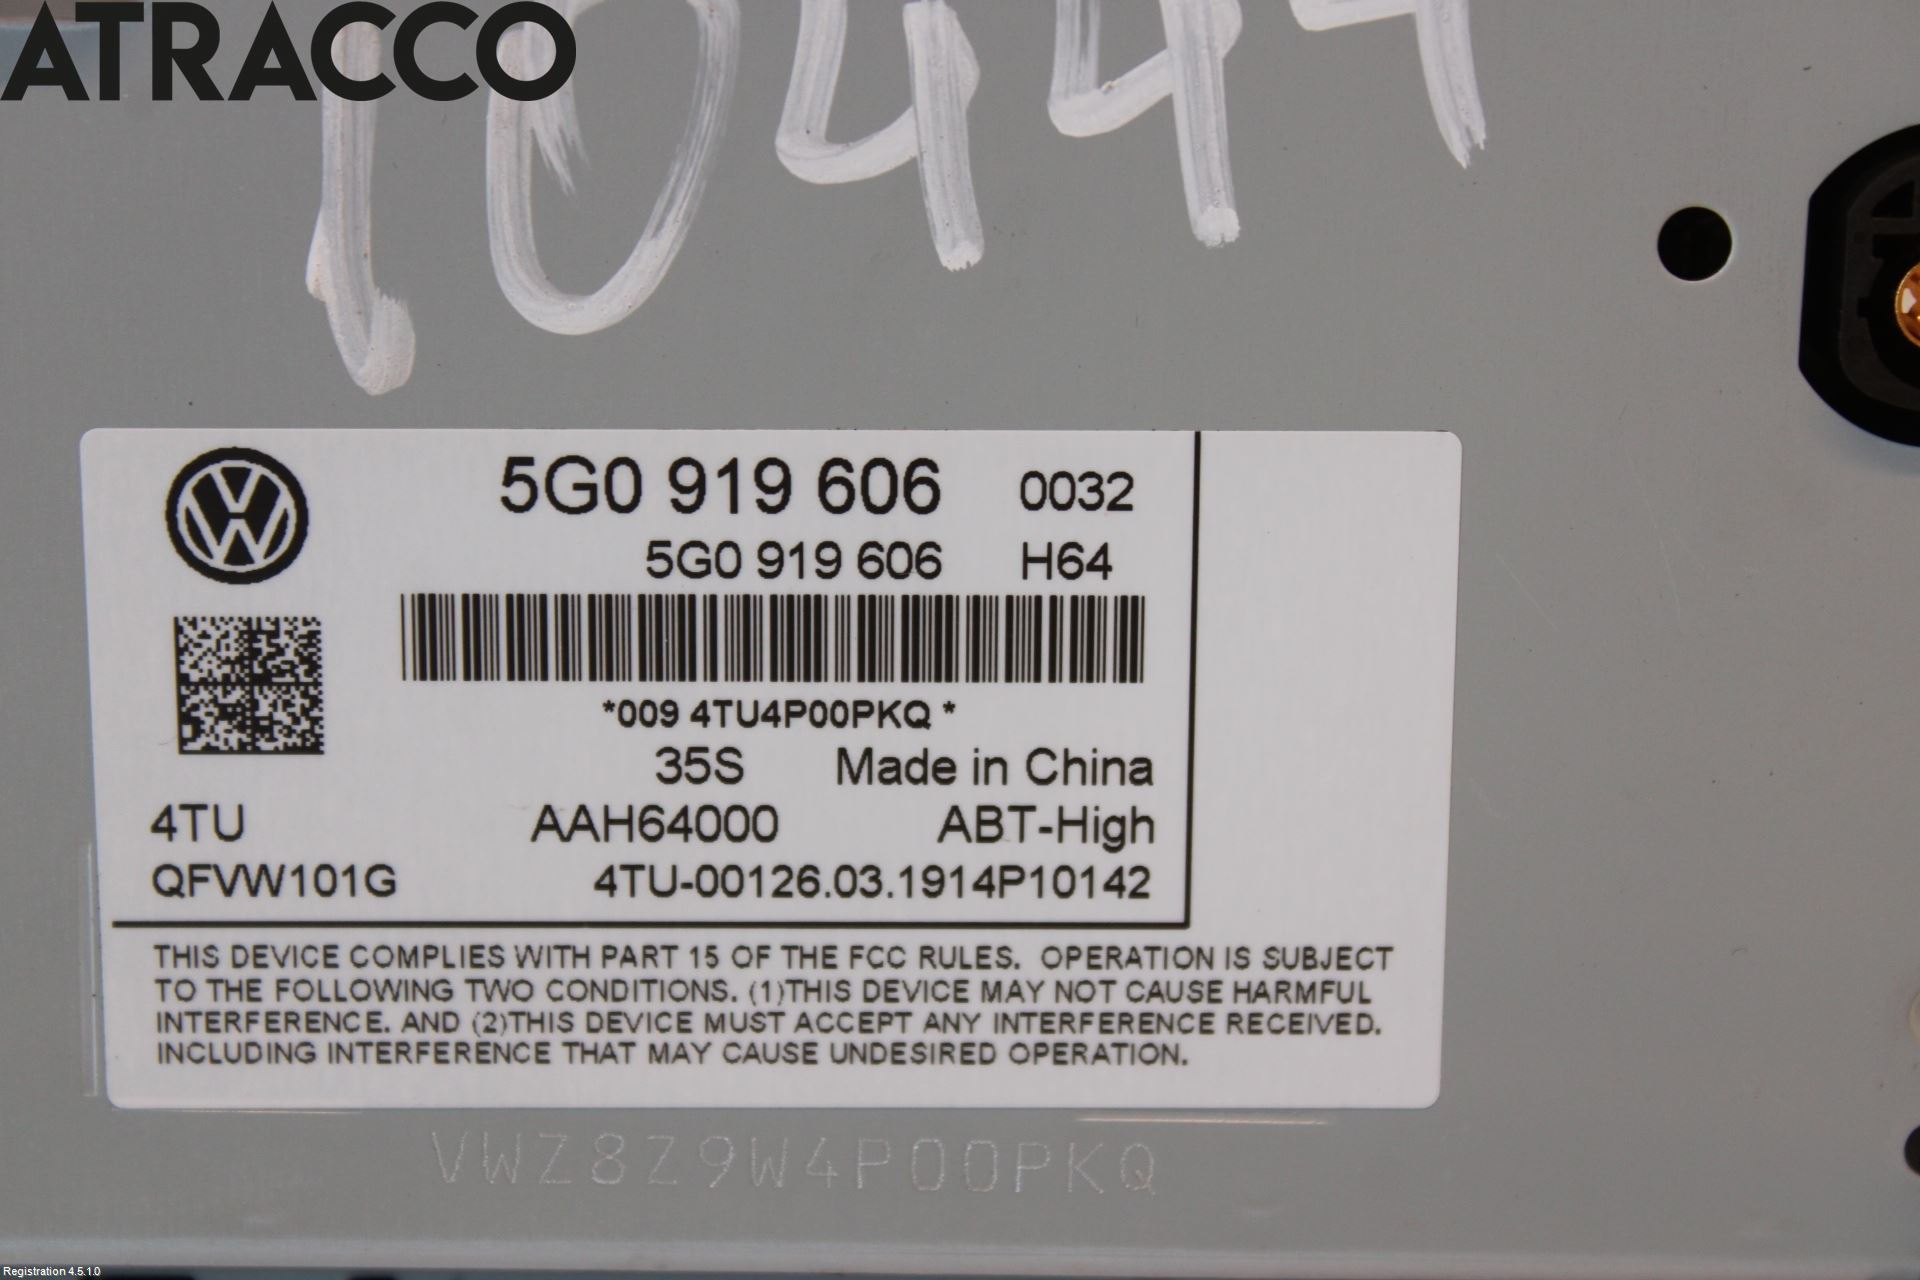 ATRACCO
5G0 919 606 0032
5G0 919 606 H64
*009 4TU4P00PKQ *
35S Made in China
4TU AAH64000 ABT-High
QFVW101G 4TU-00126.03.1914P10142
THIS DEVICE COMPLIES WITH PART 15 OF THE FCC RULES. OPERATION IS SUBJECT
TO THE FOLLOWING TWO CONDITIONS. (1)THIS DEVICE MAY NOT CAUSE HARMFUL
INTERFERENCE. AND (2)THIS DEVICE MUST ACCEPT ANY INTERFERENCE RECEIVED.
INCLUDING INTERFERENCE THAT MAY CAUSE UNDESIRED OPERATION.
VWZ8Z9W4P00PKQ
Registration 4.5.1.0